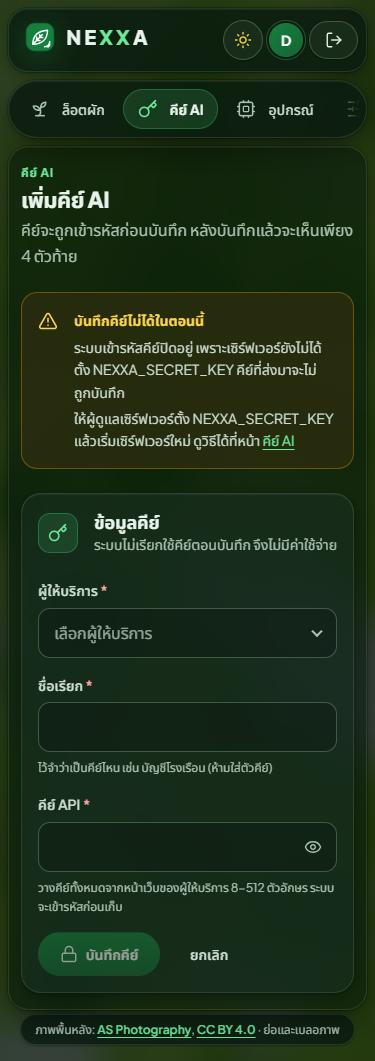 NEXXA
D
ล็อตผัก
คีย์ AI
อุปกรณ์
คีย์ AI
เพิ่มคีย์ AI
คีย์จะถูกเข้ารหัสก่อนบันทึก หลังบันทึกแล้วจะเห็นเพียง
4 ตัวท้าย
บันทึกคีย์ไม่ได้ในตอนนี้
ระบบเข้ารหัสคีย์ปิดอยู่ เพราะเซิร์ฟเวอร์ยังไม่ได้
ตั้ง NEXXA_SECRET_KEY คีย์ที่ส่งมาจะไม่
ถูกบันทึก
ให้ผู้ดูแลเซิร์ฟเวอร์ตั้ง NEXXA_SECRET_KEY
แล้วเริ่มเซิร์ฟเวอร์ใหม่ ดูวิธีได้ที่หน้า คีย์ AI
ข้อมูลคีย์
ระบบไม่เรียกใช้คีย์ตอนบันทึก จึงไม่มีค่าใช้จ่าย
ผู้ให้บริการ *
เลือกผู้ให้บริการ
ชื่อเรียก *
ไว้จำว่าเป็นคีย์ไหน เช่น บัญชีโรงเรือน (ห้ามใส่ตัวคีย์)
คีย์ API *
วางคีย์ทั้งหมดจากหน้าเว็บของผู้ให้บริการ 8–512 ตัวอักษร ระบบ
จะเข้ารหัสก่อนเก็บ
บันทึกคีย์
ยกเลิก
ภาพพื้นหลัง: AS Photography, CC BY 4.0 · ย่อและเบลอภาพ